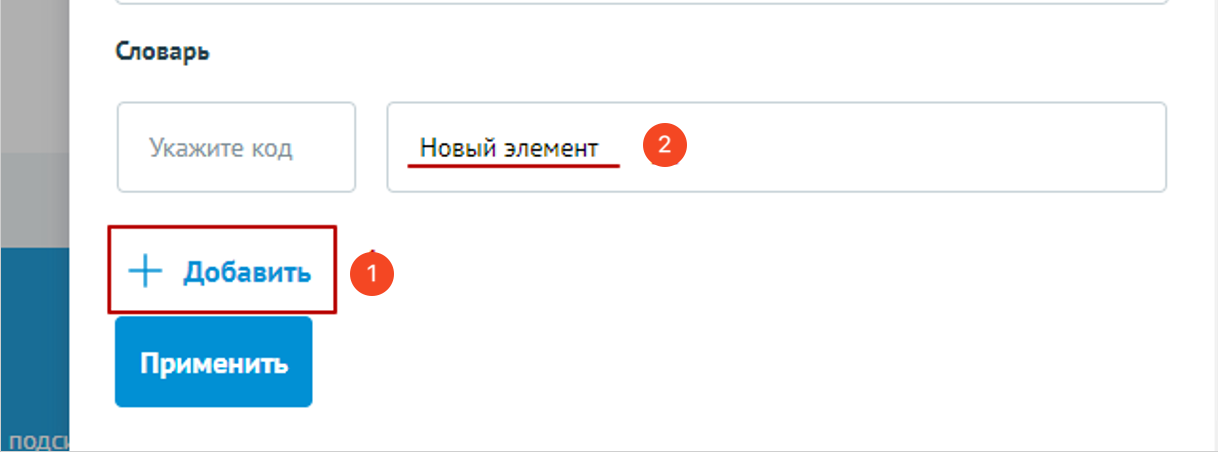 Словарь
Укажите код
Новый элемент
2
Добавить
1
Применить